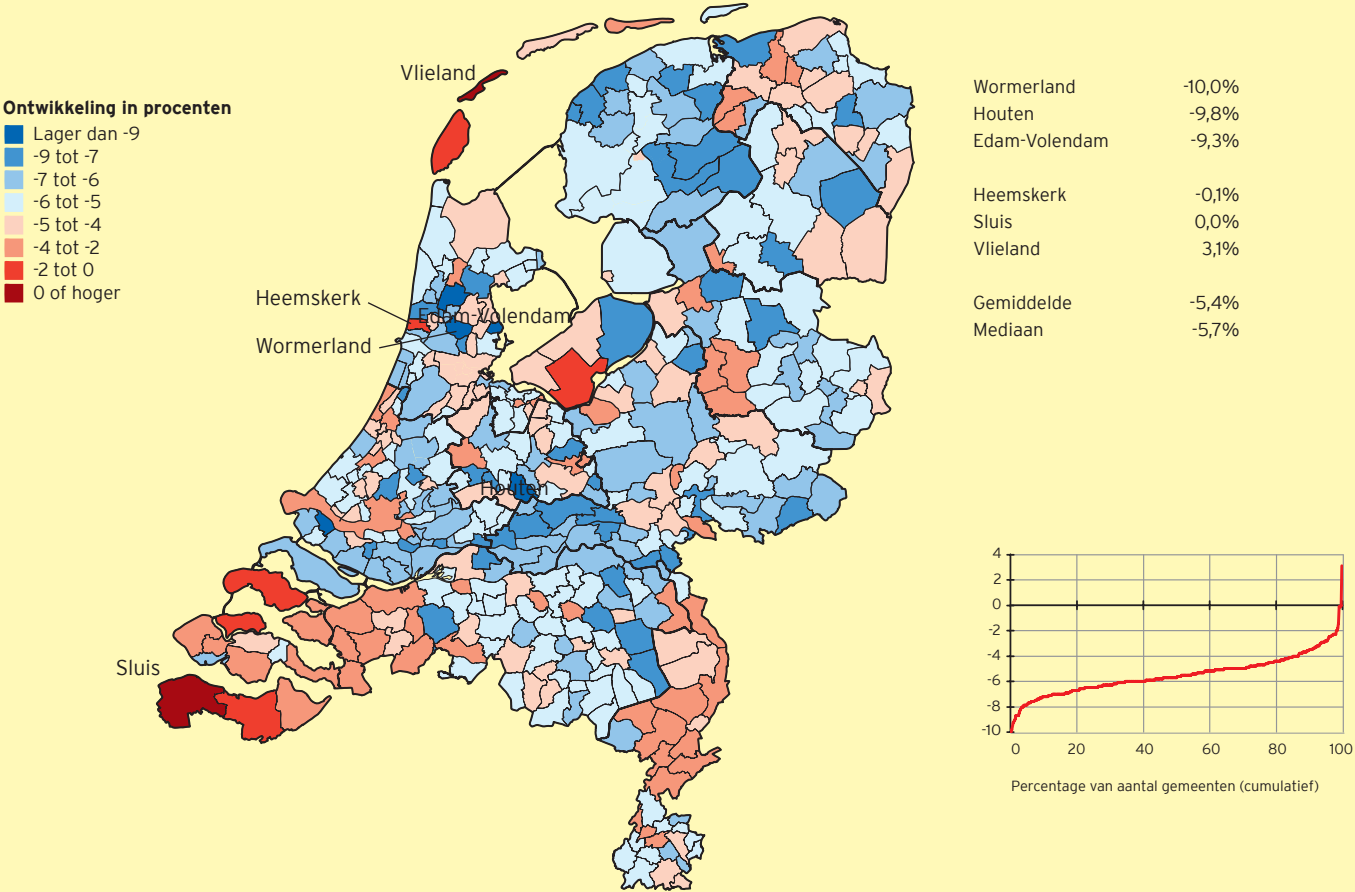 Vlieland
Ontwikkeling in procenten
Lager dan -9
-9 tot -7
-7 tot -6
-6 tot -5
-5 tot -4
-4 tot -2
-2 tot 0
0 of hoger
Heemskerk
Edam-Volendam
Wormerland
Houten
Sluis
Wormerland -10,0%
Houten -9,8%
Edam-Volendam -9,3%
Heemskerk -0,1%
Sluis 0,0%
Vlieland 3,1%
Gemiddelde -5,4%
Mediaan -5,7%
4
2
0
-2
-4
-6
-8
-10
0 20 40 60 80 100
Percentage van aantal gemeenten (cumulatief)